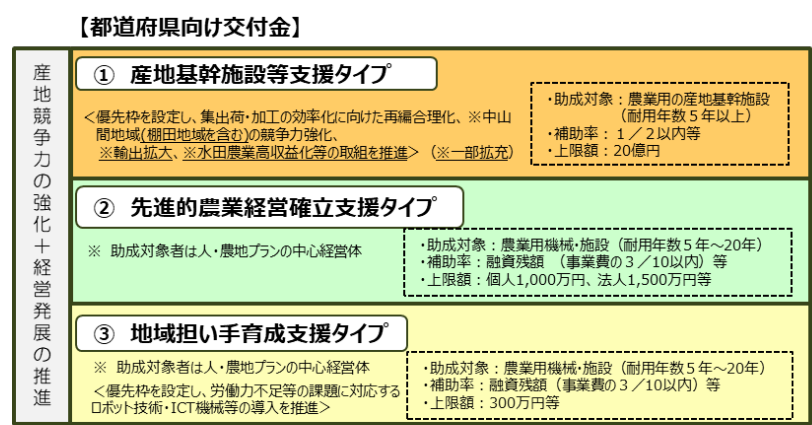 【都道府県向け交付金】
産地競争力の強化＋経営発展の推進
① 産地基幹施設等支援タイプ
＜優先枠を設定し、集出荷・加工の効率化に向けた再編合理化、※中山
間地域(棚田地域を含む)の競争力強化、
※輸出拡大、※水田農業高収益化等の取組を推進＞（※一部拡充）
・助成対象：農業用の産地基幹施設
（耐用年数５年以上）
・補助率：１／２以内等
・上限額：20億円
② 先進的農業経営確立支援タイプ
※ 助成対象者は人・農地プランの中心経営体
・助成対象：農業用機械・施設（耐用年数５年～20年）
・補助率：融資残額 （事業費の３／10以内）等
・上限額：個人1,000万円、法人1,500万円等
③ 地域担い手育成支援タイプ
※ 助成対象者は人・農地プランの中心経営体
＜優先枠を設定し、労働力不足等の課題に対応する
ロボット技術・ICT機械等の導入を推進＞
・助成対象：農業用機械・施設（耐用年数５年～20年）
・補助率：融資残額（事業費の３／10以内）等
・上限額：300万円等